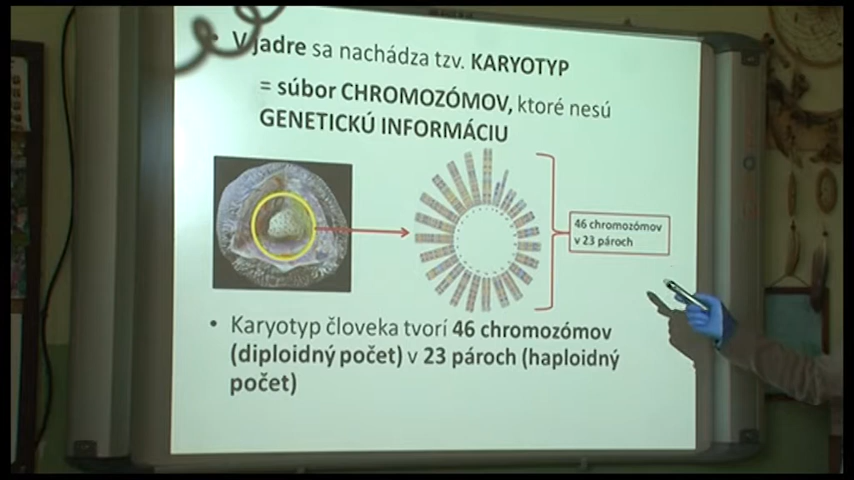 • V jadre sa nachádza tzv. KARYOTYP
= súbor CHROMOZÓMOV, ktoré nesú
GENETICKÚ INFORMÁCIU
46 chromozómov
v 23 pároch
• Karyotyp človeka tvorí 46 chromozómov
(diploidný počet) v 23 pároch (haploidný
počet)